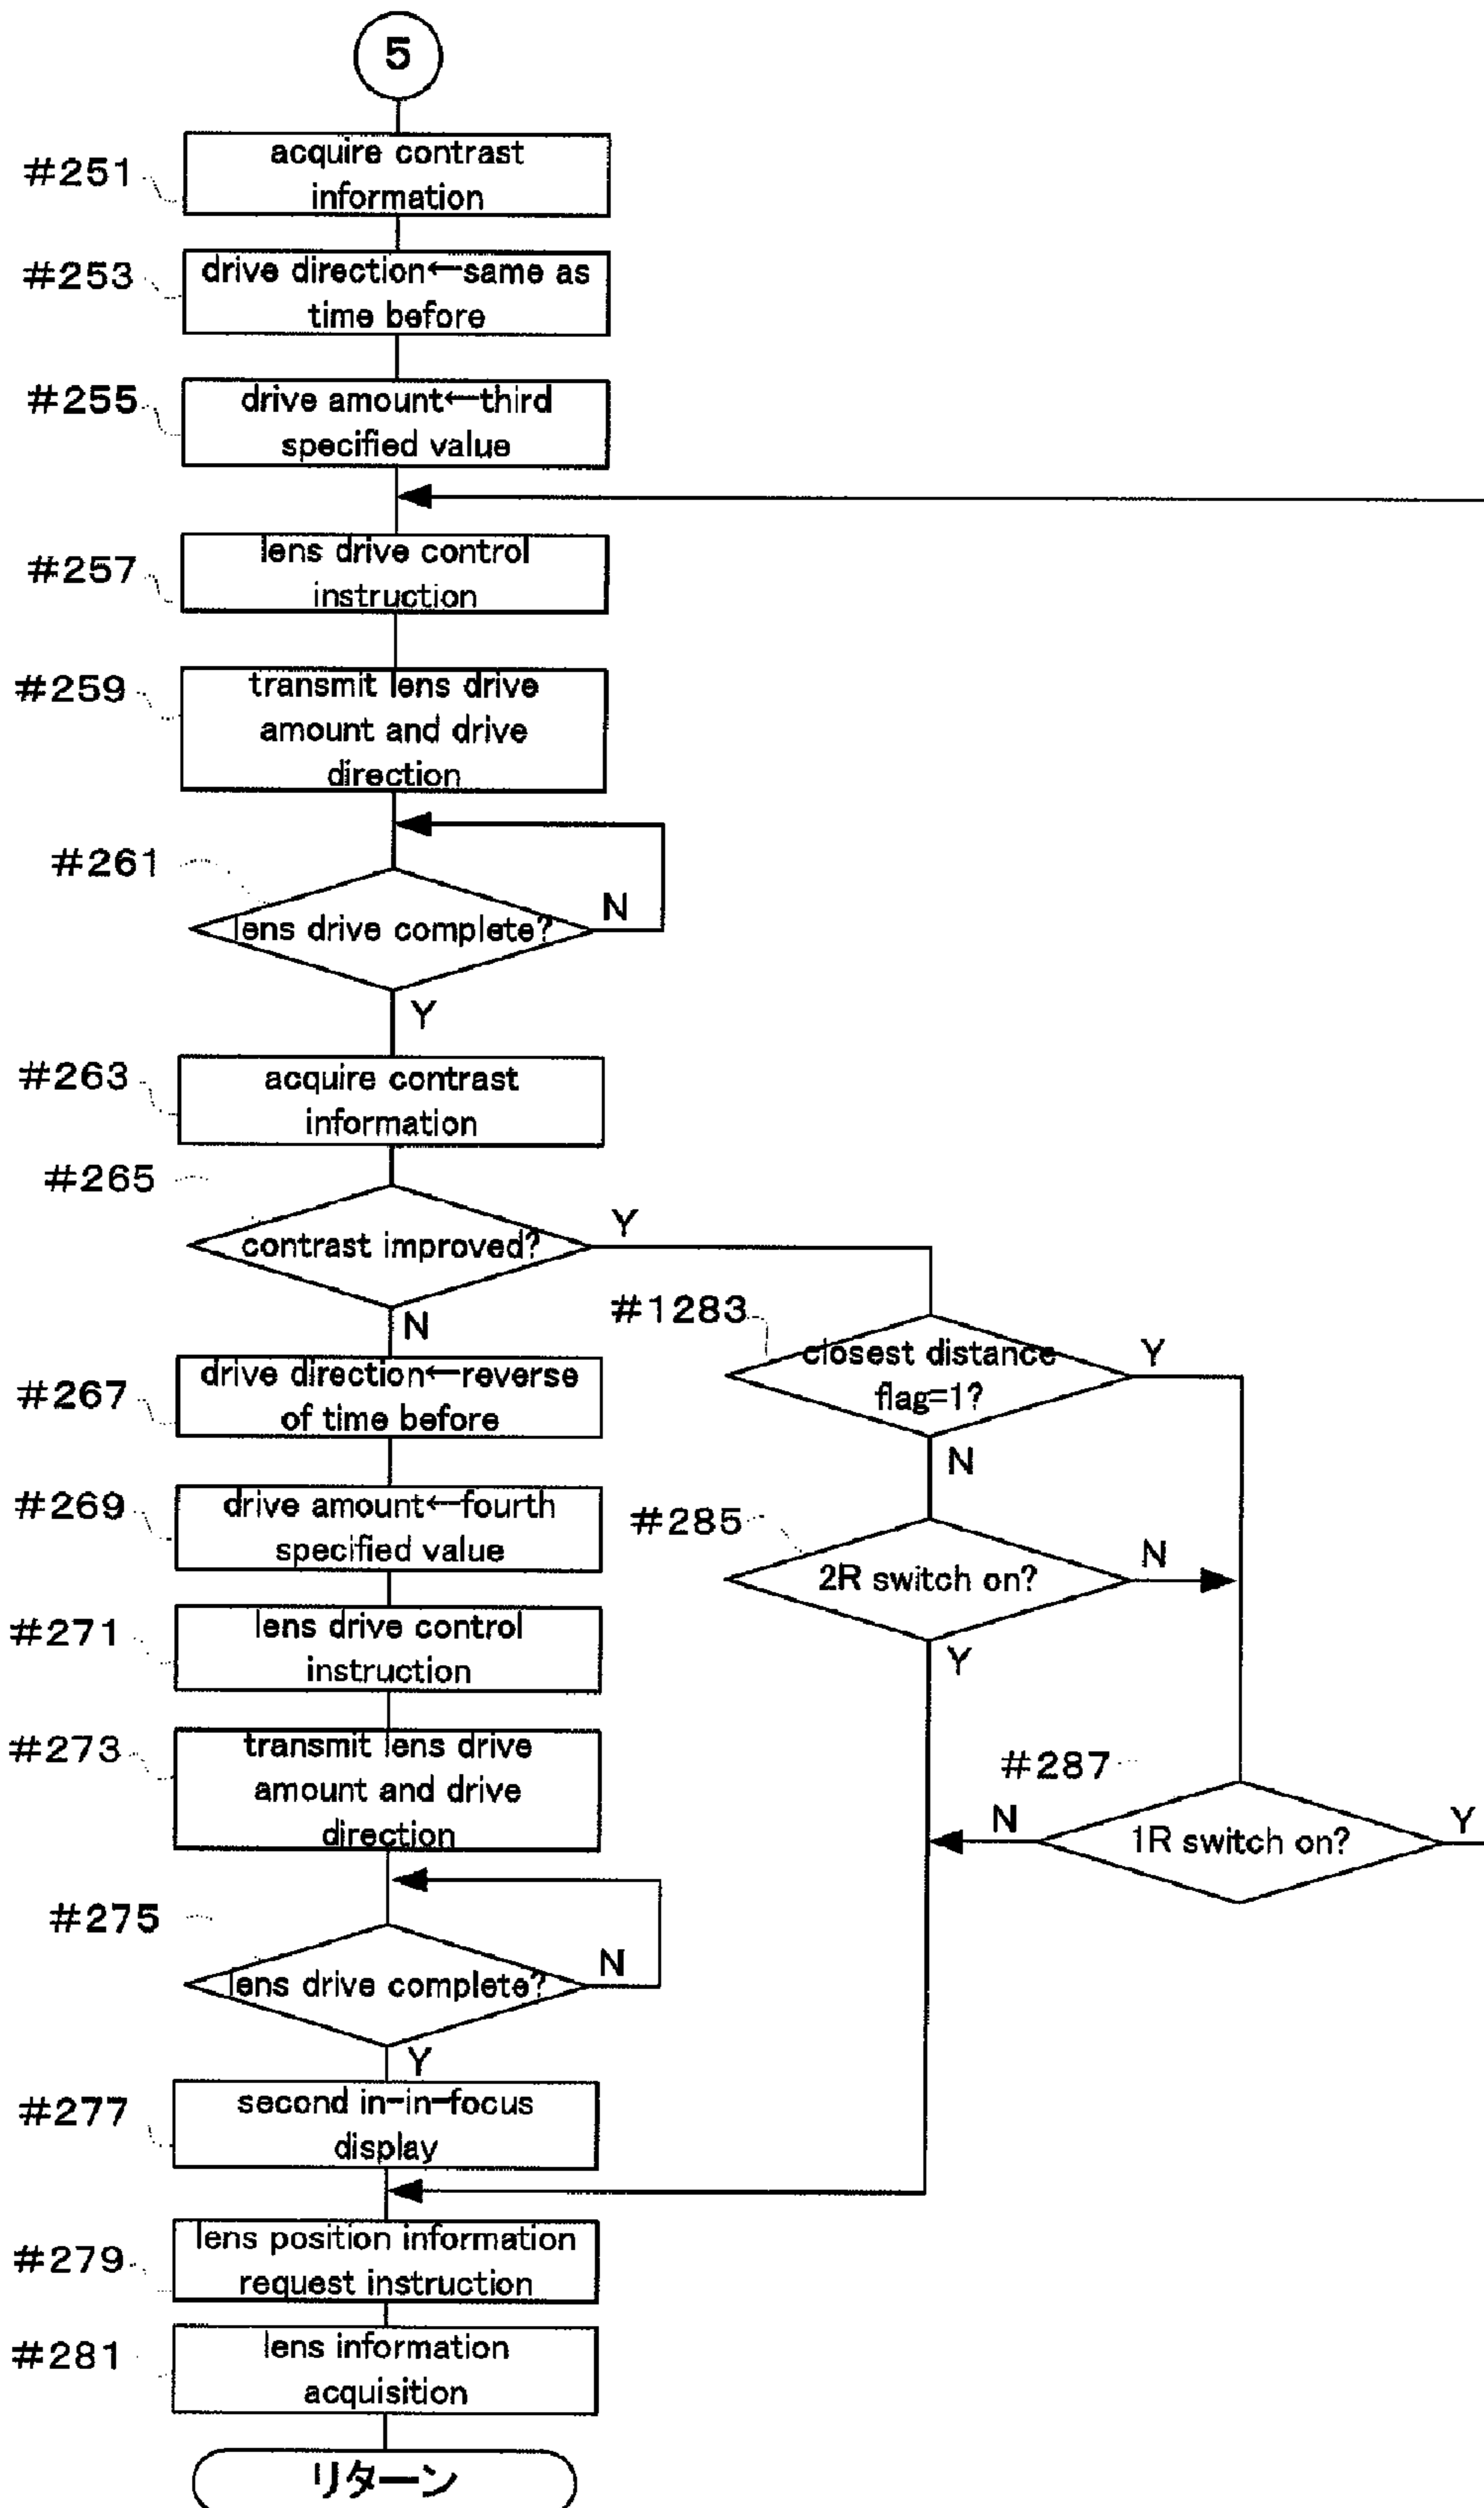 5
#251
acquire contrast
information
#253
drive direction←same as
time before
#255
drive amount←third
specified value
#257
lens drive control
instruction
#259
transmit lens drive
amount and drive
direction
#261
lens drive complete?
N
Y
#263
acquire contrast
information
#265
contrast improved?
Y
N
#1283
closest distance
flag=1?
Y
N
#267
drive direction←reverse
of time before
#269
drive amount←fourth
specified value
#285
2R switch on?
N
Y
#271
lens drive control
instruction
#273
transmit lens drive
amount and drive
direction
#287
1R switch on?
N
Y
#275
lens drive complete?
N
Y
#277
second in-in-focus
display
#279
lens position information
request instruction
#281
lens information
acquisition
リターン